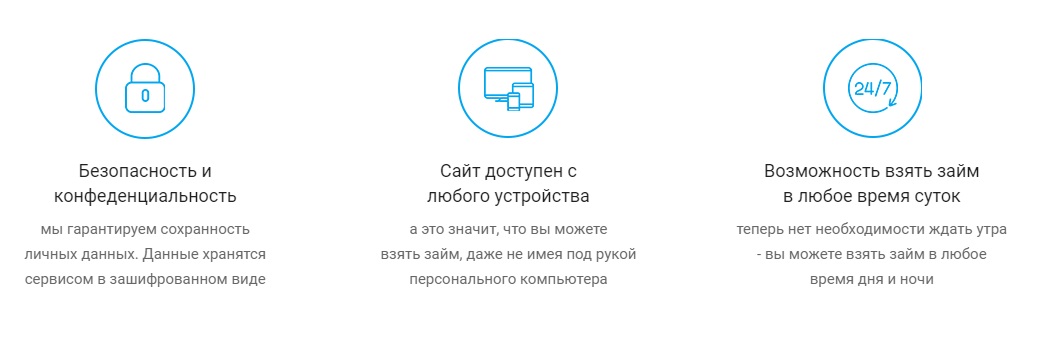 24/7
Безопасность и
конфеденциальность
мы гарантируем сохранность
личных данных. Данные хранятся
сервисом в зашифрованном виде
Сайт доступен с
любого устройства
а это значит, что вы можете
взять займ, даже не имея под рукой
персонального компьютера
Возможность взять займ
в любое время суток
теперь нет необходимости ждать утра
- вы можете взять займ в любое
время дня и ночи